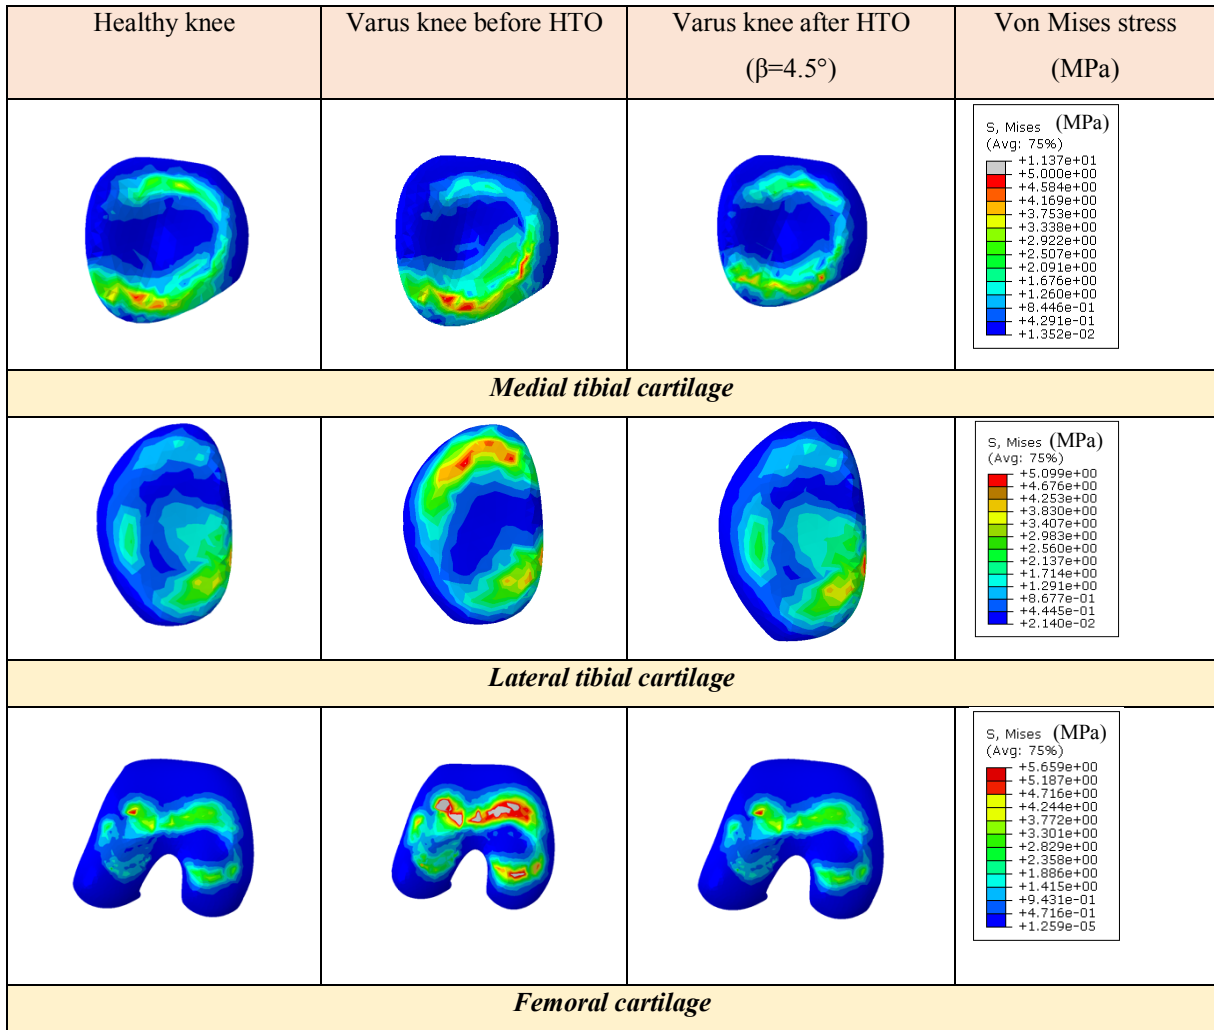 Healthy knee
Varus knee before HTO
Varus knee after HTO
(β=4.5°)
Von Mises stress
(MPa)
S, Mises (MPa)
(Avg: 75%)
+1.137e+01
+5.000e+00
+4.584e+00
+4.169e+00
+3.753e+00
+3.338e+00
+2.922e+00
+2.507e+00
+2.091e+00
+1.676e+00
+1.260e+00
+8.446e-01
+4.291e-01
+1.352e-02
Medial tibial cartilage
S, Mises (MPa)
(Avg: 75%)
+5.099e+00
+4.676e+00
+4.253e+00
+3.830e+00
+3.407e+00
+2.983e+00
+2.560e+00
+2.137e+00
+1.714e+00
+1.291e+00
+8.677e-01
+4.445e-01
+2.140e-02
Lateral tibial cartilage
S, Mises (MPa)
(Avg: 75%)
+5.659e+00
+5.187e+00
+4.716e+00
+4.244e+00
+3.772e+00
+3.301e+00
+2.829e+00
+2.358e+00
+1.886e+00
+1.415e+00
+9.431e-01
+4.716e-01
+1.259e-05
Femoral cartilage